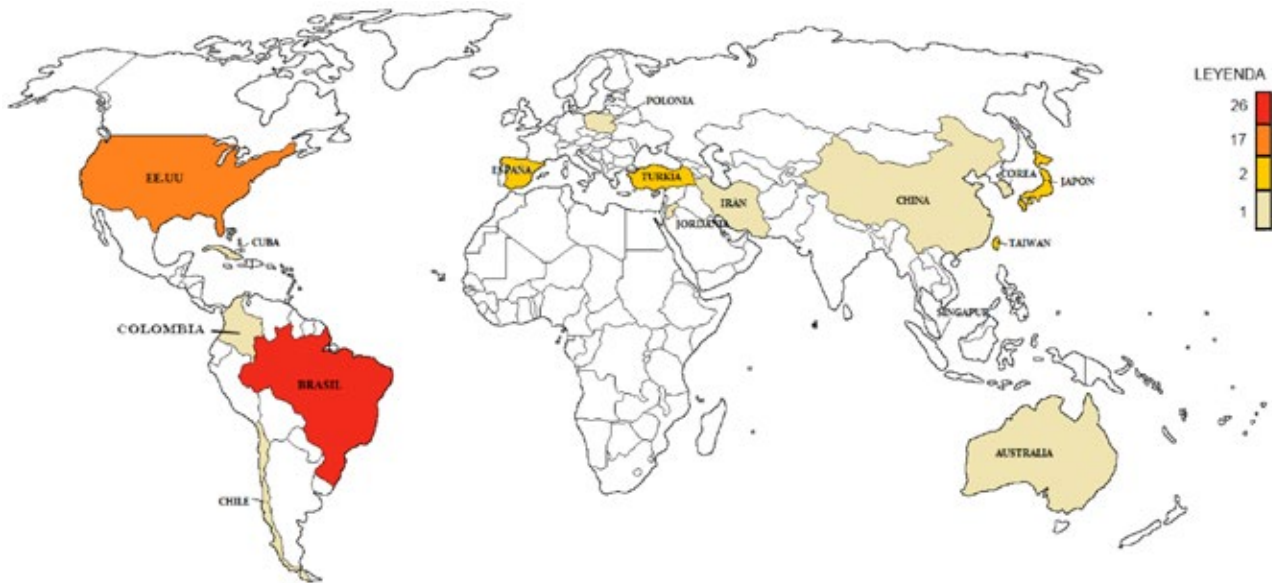 LEYENDA
26
17
2
1
POLONIA
ESPAÑA
TURKIA
COREA
JAPON
EE.UU
IRAN
CHINA
JORDANIA
CUBA
TAIWAN
SINGAPUR
COLOMBIA
BRASIL
AUSTRALIA
CHILE